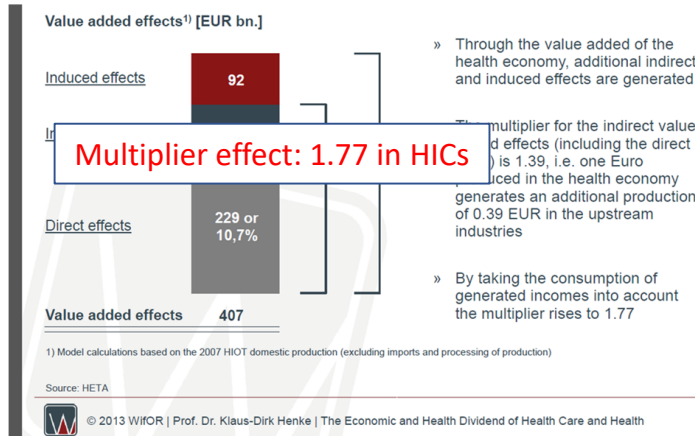 Value added effects1) [EUR bn.]
Induced effects
92
In
Multiplier effect: 1.77 in HICs
Direct effects
229 or
10,7%
Value added effects 407
» Through the value added of the
health economy, additional indirect
and induced effects are generated
multiplier for the indirect value
effects (including the direct
) is 1.39, i.e. one Euro
in the health economy
generates an additional production
of 0.39 EUR in the upstream
industries
» By taking the consumption of
generated incomes into account
the multiplier rises to 1.77
1) Model calculations based on the 2007 HIOT domestic production (excluding imports and processing of production)
Source: HETA
© 2013 WifOR | Prof. Dr. Klaus-Dirk Henke | The Economic and Health Dividend of Health Care and Health